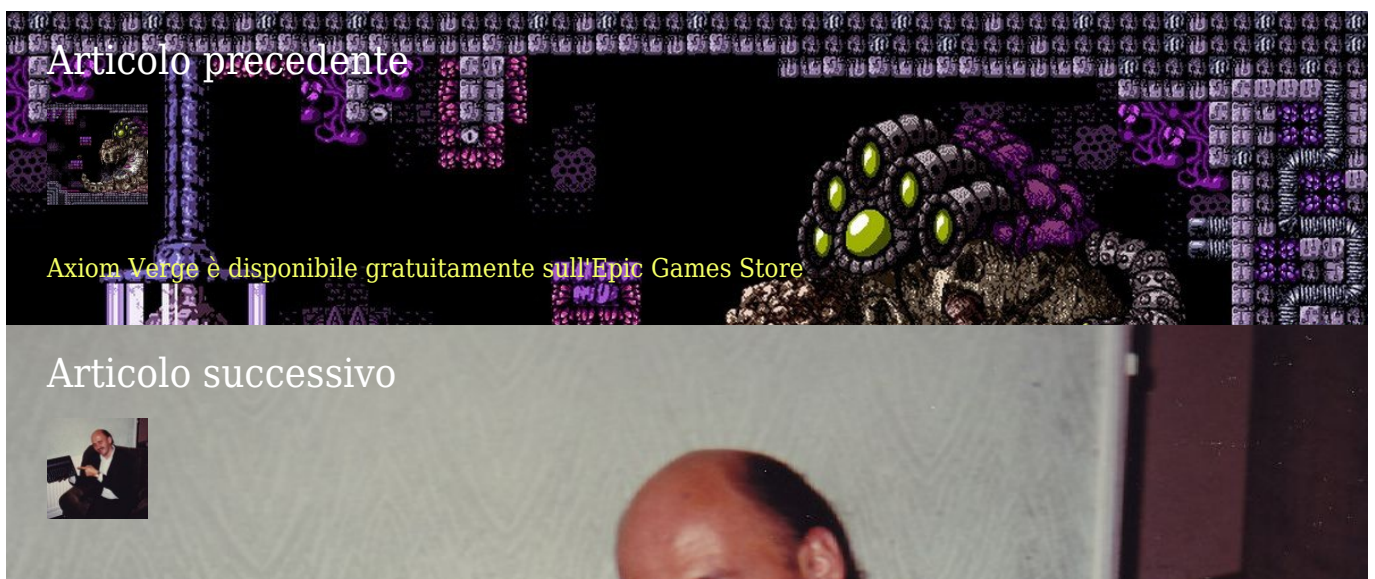 Articolo precedente
Axiom Verge è disponibile gratuitamente sull'Epic Games Store
Articolo successivo